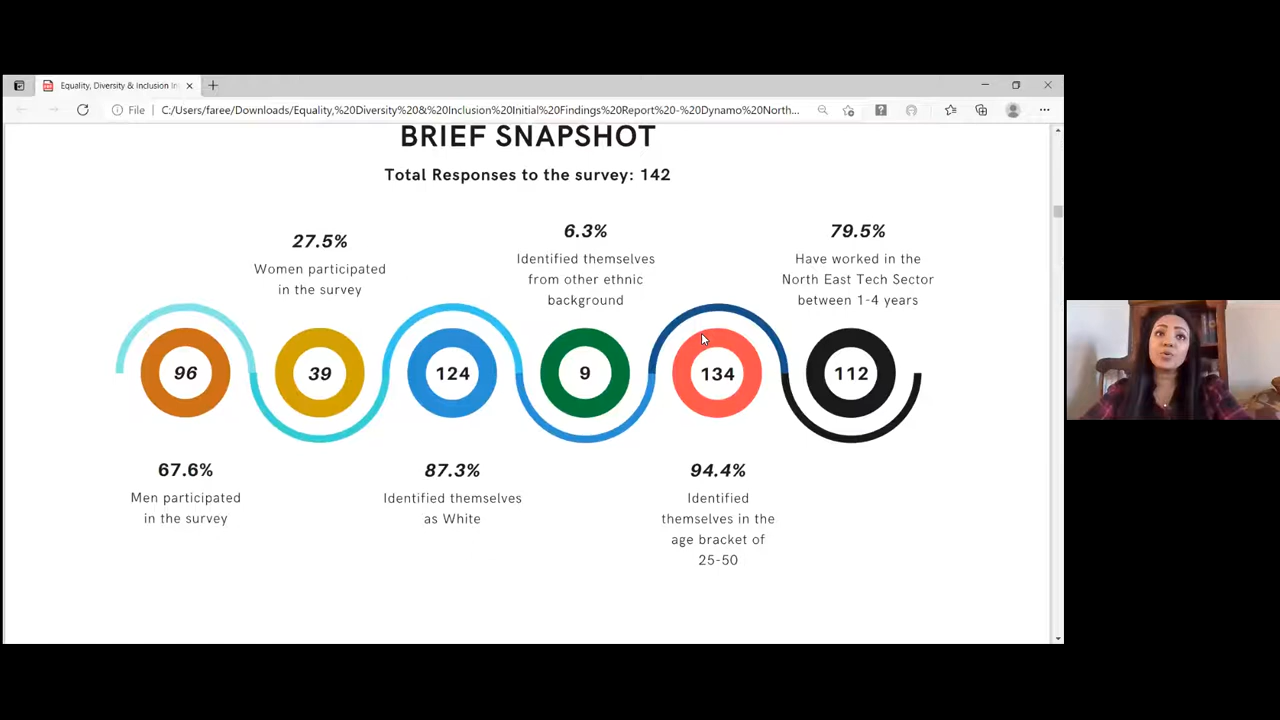 Equality, Diversity & Inclusion In
File
C:/Users/faree/Downloads/Equality,%20Diversity%20&%20Inclusion%20Initial%20Findings%20Report%20-%20Dynamo%20North...
BRIEF SNAPSHOT
Total Responses to the survey: 142
27.5%
Women participated
in the survey
6.3%
Identified themselves
from other ethnic
background
79.5%
Have worked in the
North East Tech Sector
between 1-4 years
96
39
124
9
134
112
67.6%
Men participated
in the survey
87.3%
Identified themselves
as White
94.4%
Identified
themselves in the
age bracket of
25-50